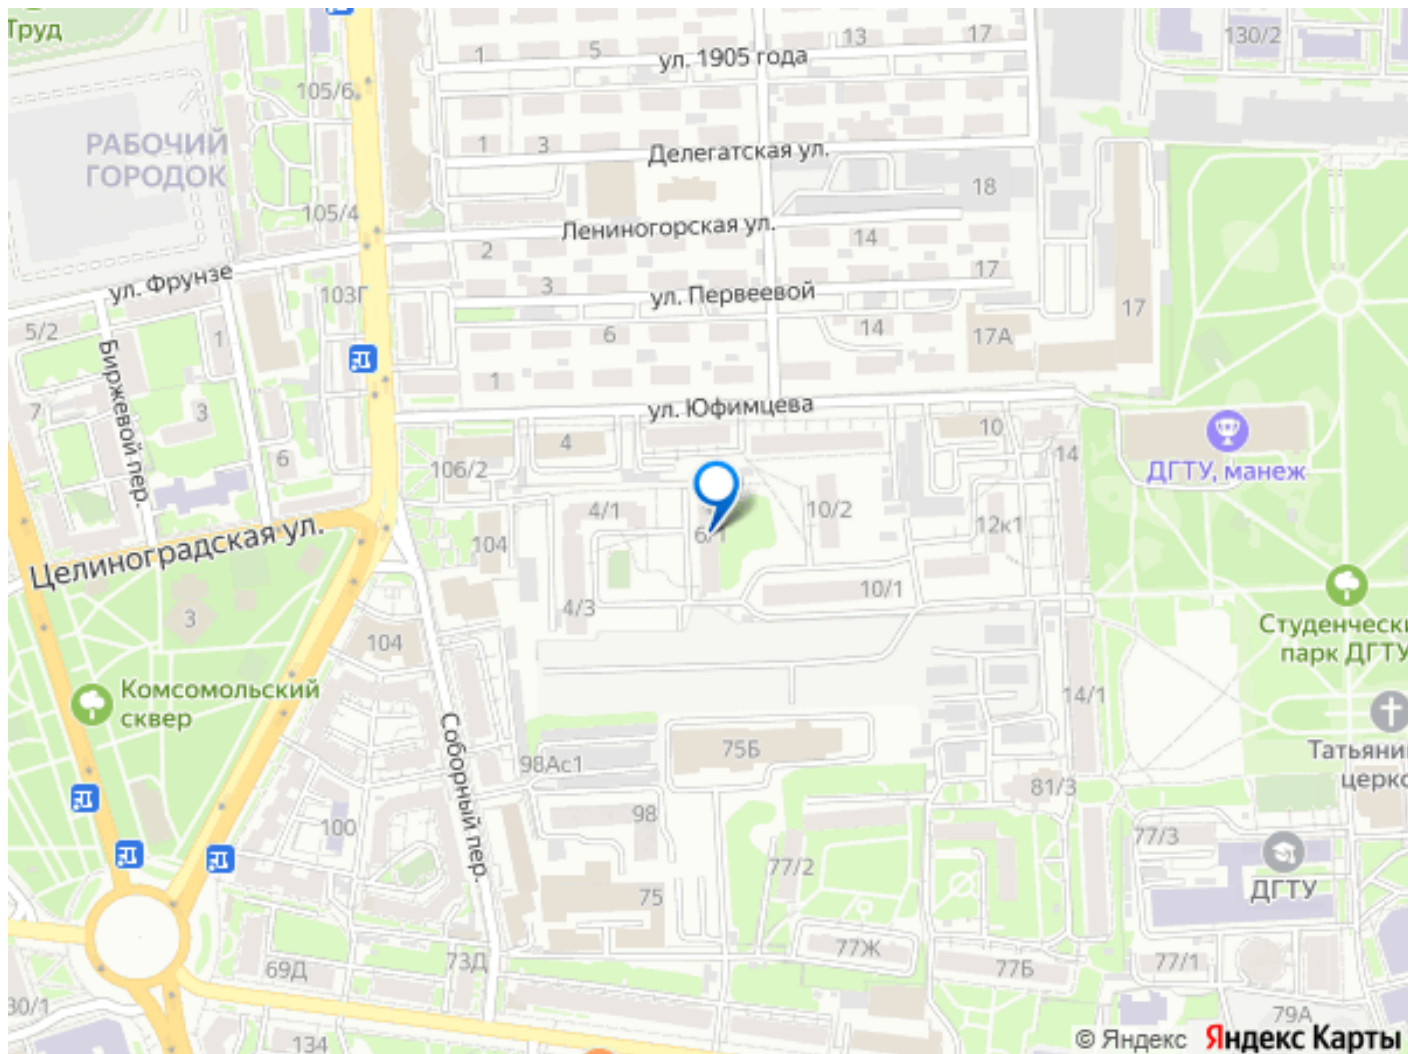 Труд
130/2
13
17
5
1
ул. 1905 года
105/6
РАБОЧИЙ
ГОРОДОК
1
3
Делегатская ул.
18
105/4
Лениногорская ул.
14
2
ул. Фрунзе
17
3
103Г
ул. Первеевой
17
5/2
1
6
14
17А
Биржевой пер.
1
7
3
ул. Юфимцева
10
4
14
6
106/2
ДГТУ, манеж
4/1
10/2
12к1
6/1
Целиноградская ул.
104
10/1
4/3
3
104
Студенческий
парк ДГТУ
Комсомольский
сквер
14/1
Соборный пер.
75Б
98Ас1
Татьянин
церко
81/3
98
100
77/3
77/2
ДГТУ
75
77Ж
73Д
69Д
77Б
77/1
30/1
79А
134
© Яндекс Яндекс Карты